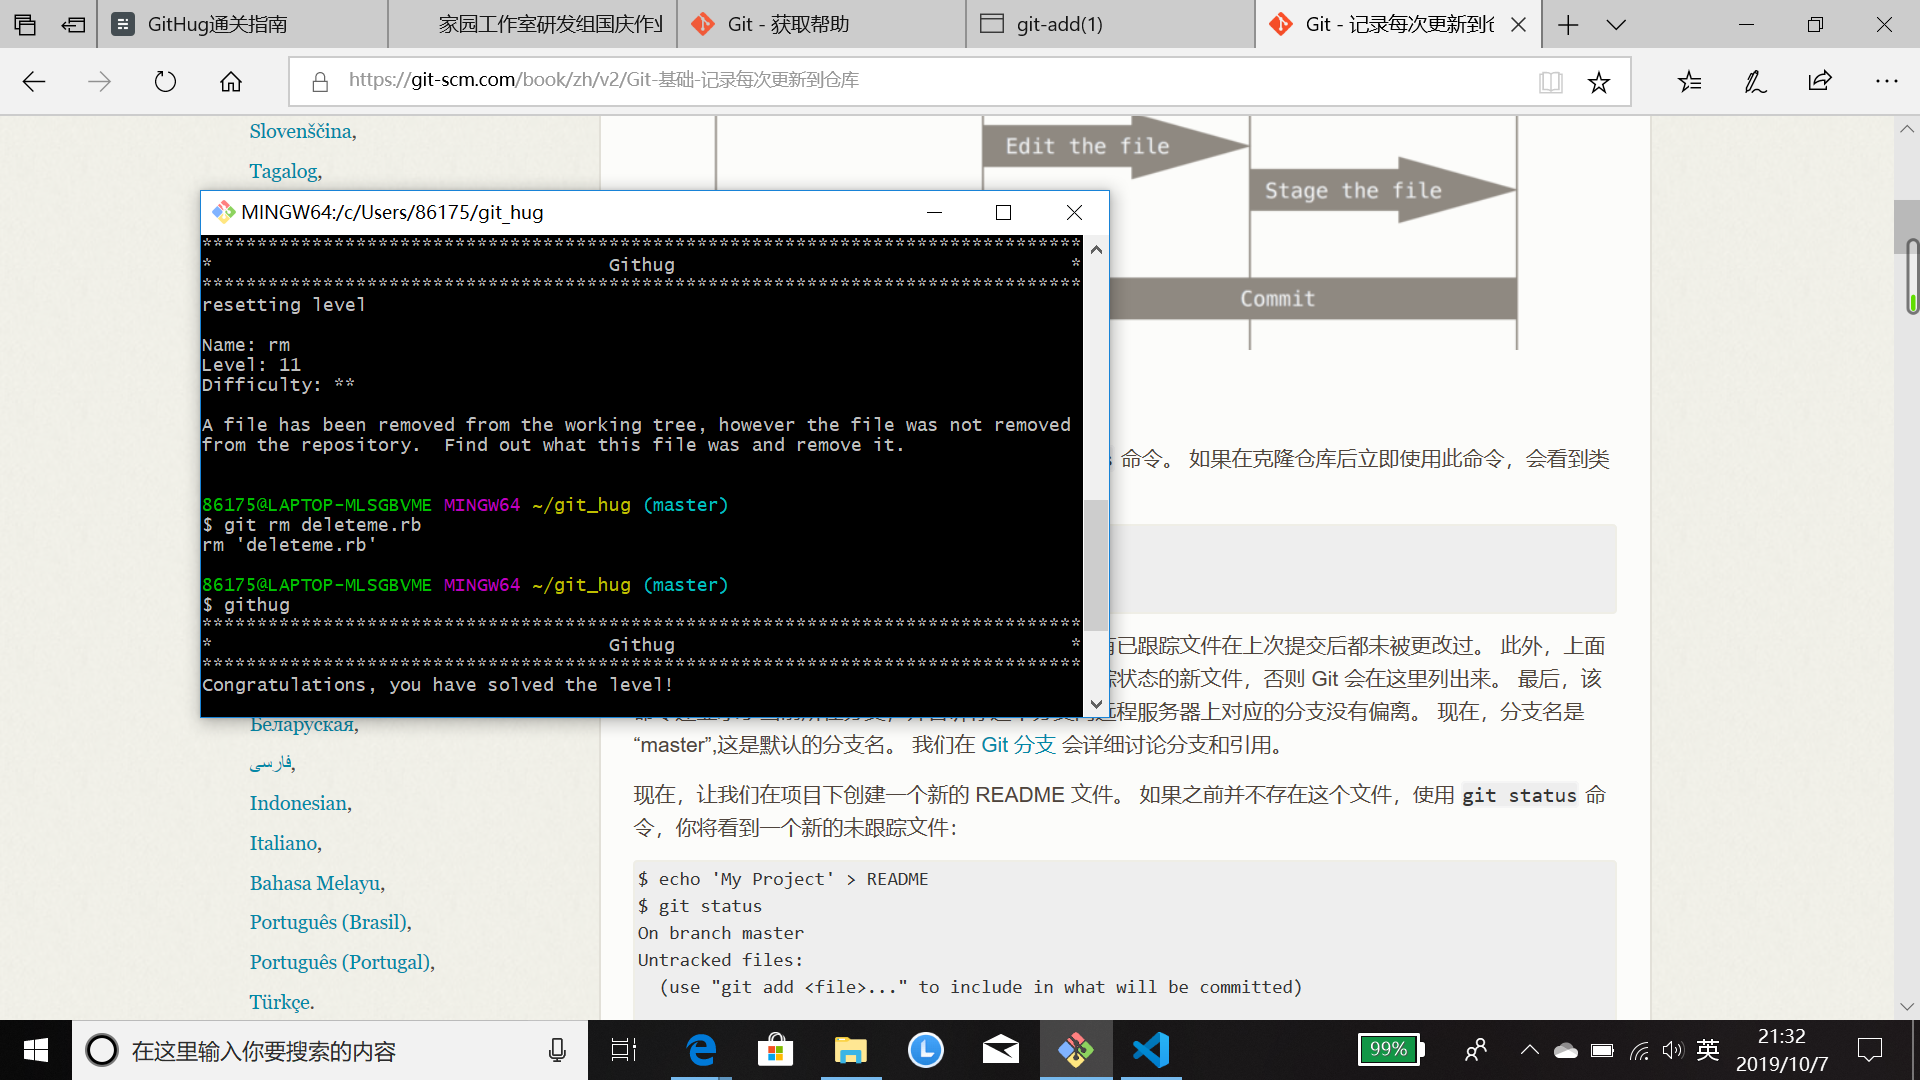 GitHug通关指南
家园工作室研发组国庆作业
Git - 获取帮助
git-add(1)
Git - 记录每次更新到仓
https://git-scm.com/book/zh/v2/Git-基础-记录每次更新到仓库
Slovenščina,
Tagalog,
Edit the file
Stage the file
Commit
MINGW64:/c/Users/86175/git_hug
********************************************************************************
* Githug *
********************************************************************************
resetting level
Name: rm
Level: 11
Difficulty: **
A file has been removed from the working tree, however the file was not removed
from the repository.  Find out what this file was and remove it.
86175@LAPTOP-MLSGBVME MINGW64 ~/git_hug (master)
$ git rm deleteme.rb
rm 'deleteme.rb'
86175@LAPTOP-MLSGBVME MINGW64 ~/git_hug (master)
$ githug
********************************************************************************
* Githug *
********************************************************************************
Congratulations, you have solved the level!
命令。 如果在克隆仓库后立即使用此命令，会看到类
已跟踪文件在上次提交后都未被更改过。 此外，上面
状态的新文件，否则 Git 会在这里列出来。 最后，该
远程服务器上对应的分支没有偏离。 现在，分支名是
“master”,这是默认的分支名。 我们在 Git 分支 会详细讨论分支和引用。
现在，让我们在项目下创建一个新的 README 文件。 如果之前并不存在这个文件，使用 git status 命
令，你将看到一个新的未跟踪文件：
$ echo 'My Project' > README
$ git status
On branch master
Untracked files:
  (use "git add <file>..." to include in what will be committed)
Беларуская,
فارسی,
Indonesian,
Italiano,
Bahasa Melayu,
Português (Brasil),
Português (Portugal),
Türkçe.
在这里输入你要搜索的内容
99%
英
21:32
2019/10/7